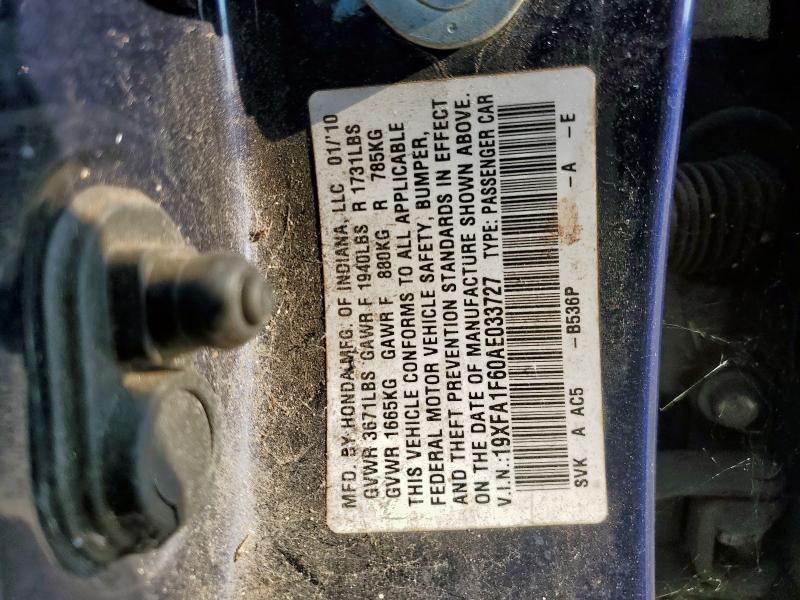 MFD. BY HONDA MFG. OF INDIANA, LLC 01/'10
GVWR 3671LBS GAWR F 1940LBS R 1731LBS
GVWR 1665KG GAWR F 880KG R 785KG
THIS VEHICLE CONFORMS TO ALL APPLICABLE
FEDERAL MOTOR VEHICLE SAFETY, BUMPER,
AND THEFT PREVENTION STANDARDS IN EFFECT
ON THE DATE OF MANUFACTURE SHOWN ABOVE.
V.I.N.:19XFA1F60AE033727 TYPE: PASSENGER CAR
SVK A AC5 -B536P -A -E